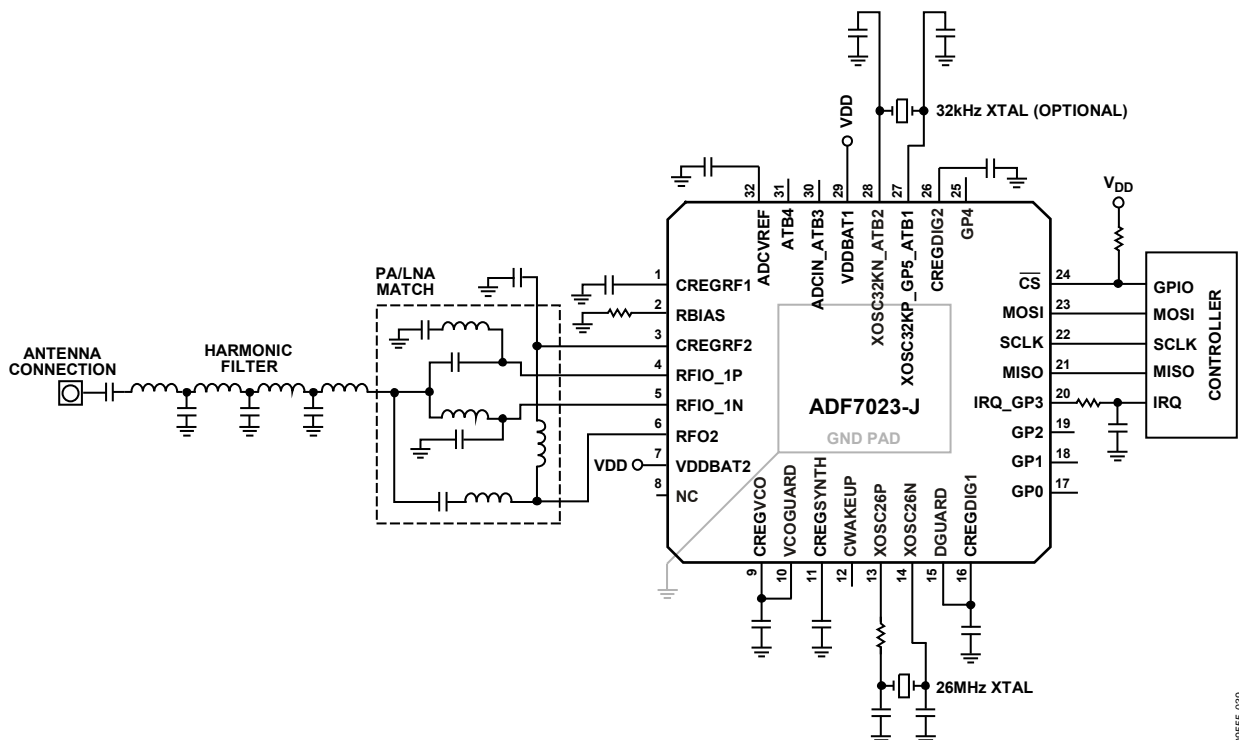 32kHz XTAL (OPTIONAL)
VDD
32
31
30
29
28
27
26
25
ADCVREF
ATB4
ADCIN_ATB3
VDDBAT1
XOSC32KN_ATB2
XOSC32KP_GP5_ATB1
CREGDIG2
GP4
VDD
PA/LNA
MATCH
ANTENNA
CONNECTION
HARMONIC
FILTER
1 CREGRF1
2 RBIAS
3 CREGRF2
4 RFIO_1P
5 RFIO_1N
6 RFO2
VDD 7 VDDBAT2
8 NC
ADF7023-J
GND PAD
CS 24 GPIO
MOSI 23 MOSI
SCLK 22 SCLK
MISO 21 MISO
IRQ_GP3 20 IRQ
GP2 19
GP1 18
GP0 17
CONTROLLER
CREGVCO
VCOGUARD
CREGSYNTH
CWAKEUP
XOSC26P
XOSC26N
DGUARD
CREGDIG1
9
10
11
12
13
14
15
16
26MHz XTAL